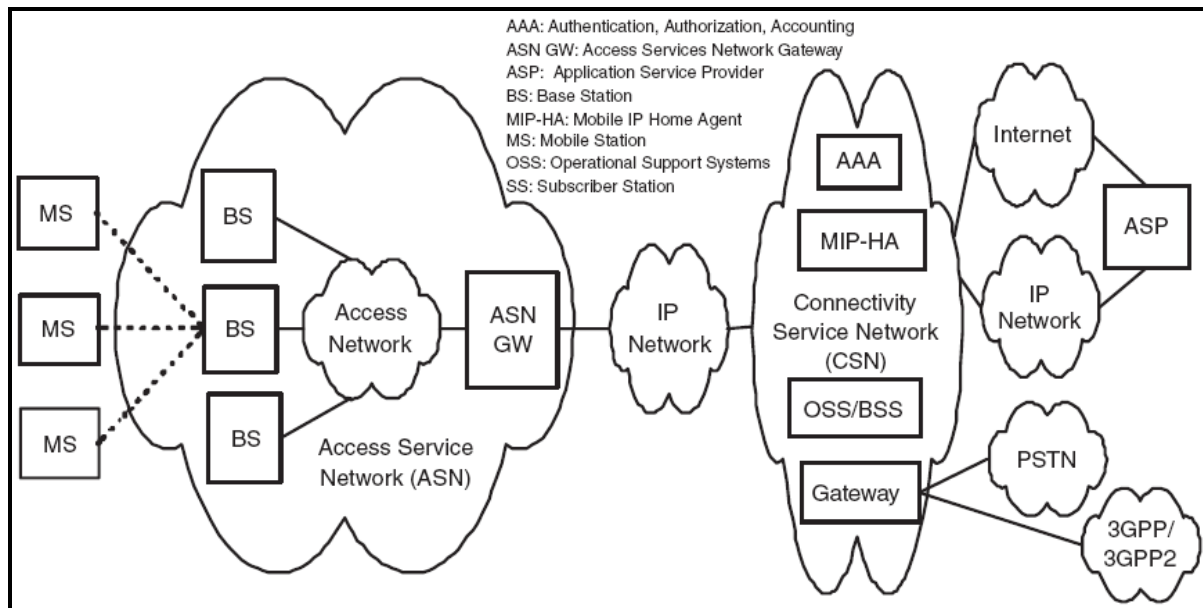 AAA: Authentication, Authorization, Accounting
ASN GW: Access Services Network Gateway
ASP: Application Service Provider
BS: Base Station
MIP-HA: Mobile IP Home Agent
MS: Mobile Station
OSS: Operational Support Systems
SS: Subscriber Station
MS
MS
MS
BS
BS
BS
Access
Network
ASN
GW
Access Service
Network (ASN)
IP
Network
AAA
MIP-HA
Connectivity
Service Network
(CSN)
OSS/BSS
Gateway
Internet
IP
Network
ASP
PSTN
3GPP/
3GPP2